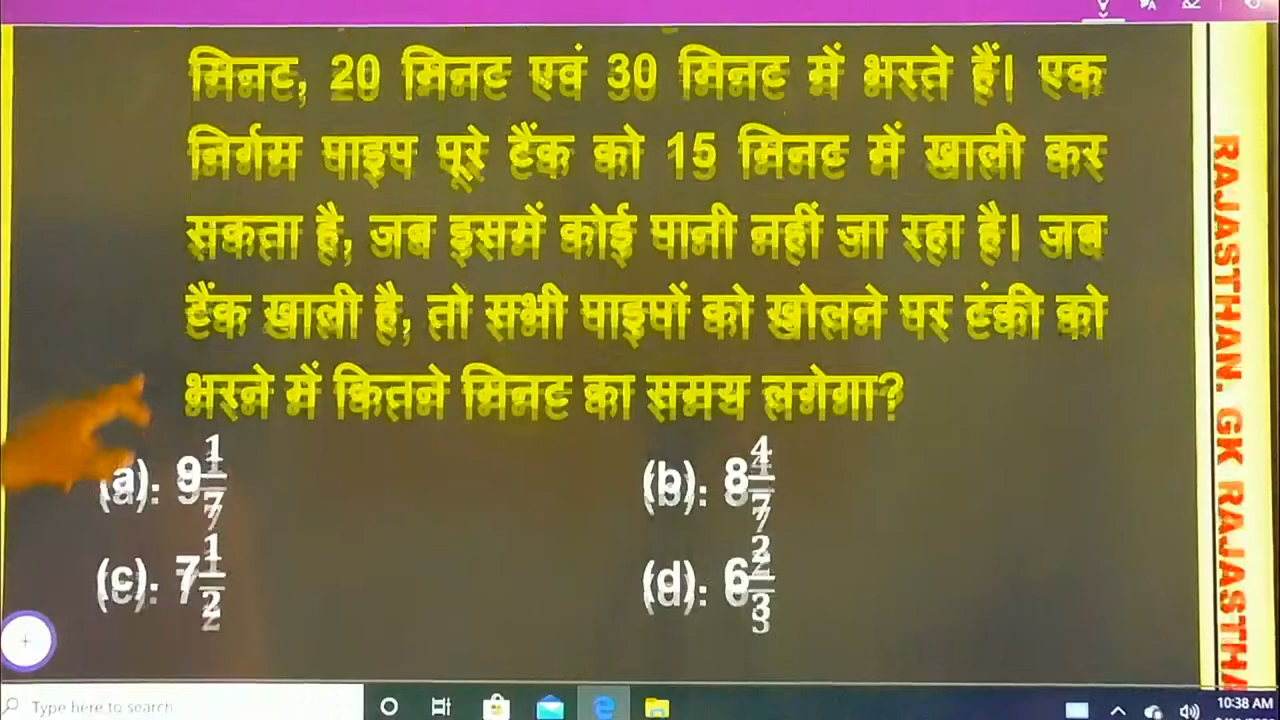 मिनट, 20 मिनट एवं 30 मिनट में भरते हैं। एक
निर्गम पाइप पूरे टैंक को 15 मिनट में खाली कर
सकता है, जब इसमें कोई पानी नहीं जा रहा है। जब
टैंक खाली है, तो सभी पाइपों को खोलने पर टंकी को
भरने में कितने मिनट का समय लगेगा?
(a). 9 1/7
(b). 8 4/7
(c). 7 1/2
(d). 6 2/3
RAJASTHAN. GK RAJASTHA
Type here to search
10:38 AM